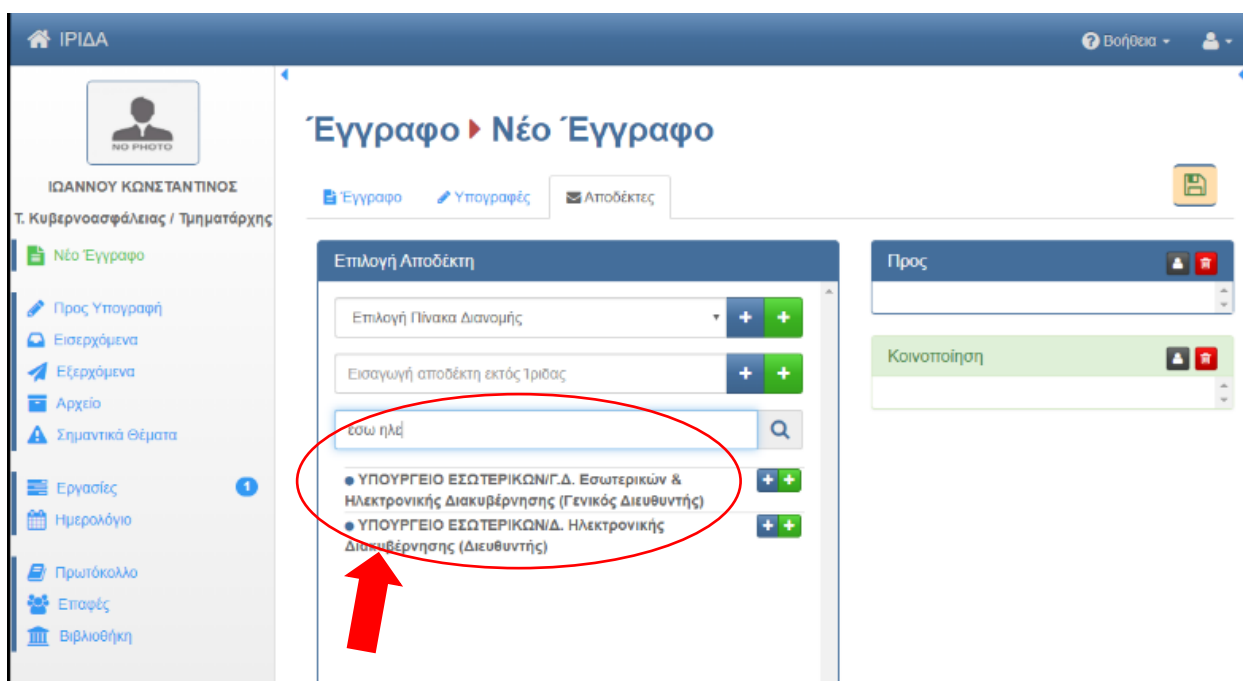 ΙΡΙΔΑ
Βοήθεια
NO PHOTO
ΙΩΑΝΝΟΥ ΚΩΝΣΤΑΝΤΙΝΟΣ
Τ. Κυβερνοασφάλειας / Τμηματάρχης
Νέο Έγγραφο
Προς Υπογραφή
Εισερχόμενα
Εξερχόμενα
Αρχείο
Σημαντικά Θέματα
Εργασίες 1
Ημερολόγιο
Πρωτόκολλο
Επαφές
Βιβλιοθήκη
Έγγραφο Νέο Έγγραφο
Έγγραφο Υπογραφές Αποδέκτες
Επιλογή Αποδέκτη
Επιλογή Πίνακα Διανομής
Εισαγωγή αποδέκτη εκτός Ίριδας
εσω ηλε
ΥΠΟΥΡΓΕΙΟ ΕΣΩΤΕΡΙΚΩΝ/Γ.Δ. Εσωτερικών &
Ηλεκτρονικής Διακυβέρνησης (Γενικός Διευθυντής)
ΥΠΟΥΡΓΕΙΟ ΕΣΩΤΕΡΙΚΩΝ/Δ. Ηλεκτρονικής
Διακυβέρνησης (Διευθυντής)
Προς
Κοινοποίηση